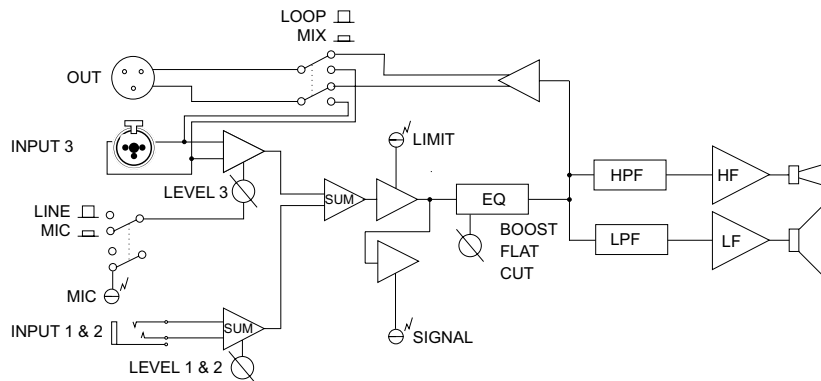 LOOP
MIX
OUT
INPUT 3
LIMIT
LEVEL 3
SUM
EQ
HPF
HF
LINE
MIC
BOOST
FLAT
CUT
LPF
LF
MIC
INPUT 1 & 2
SUM
SIGNAL
LEVEL 1 & 2